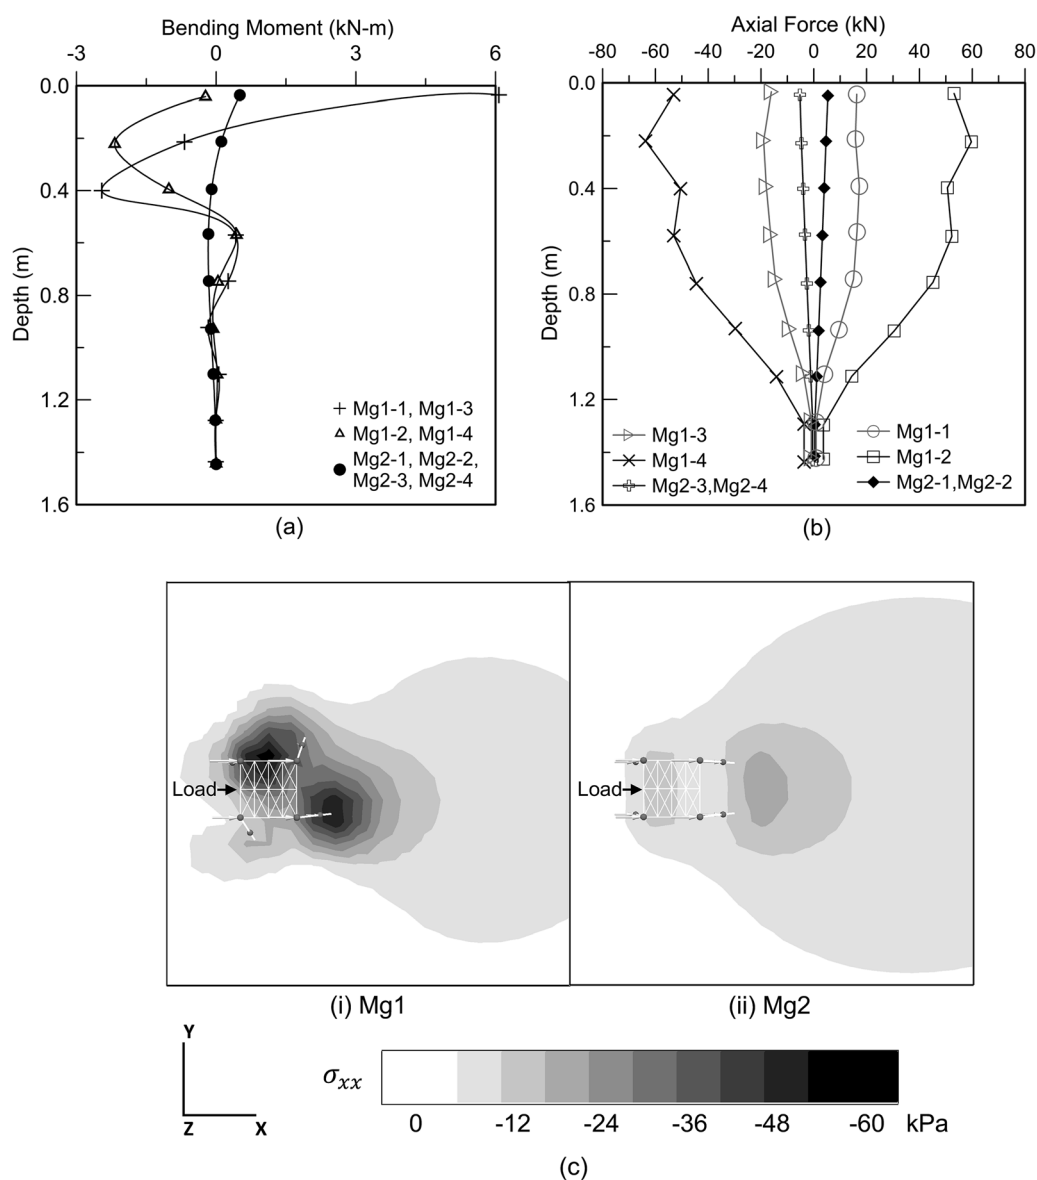 Bending Moment (kN-m)
-3 0 3 6
0.0
0.4
0.8
1.2
1.6
Depth (m)
Mg1-1, Mg1-3
Mg1-2, Mg1-4
Mg2-1, Mg2-2,
Mg2-3, Mg2-4
(a)
Axial Force (kN)
-80 -60 -40 -20 0 20 40 60 80
0.0
0.4
0.8
1.2
1.6
Depth (m)
Mg1-3
Mg1-4
Mg2-3,Mg2-4
Mg1-1
Mg1-2
Mg2-1,Mg2-2
(b)
Load
Load
(i) Mg1
(ii) Mg2
Y
Z X
σxx
0 -12 -24 -36 -48 -60 kPa
(c)